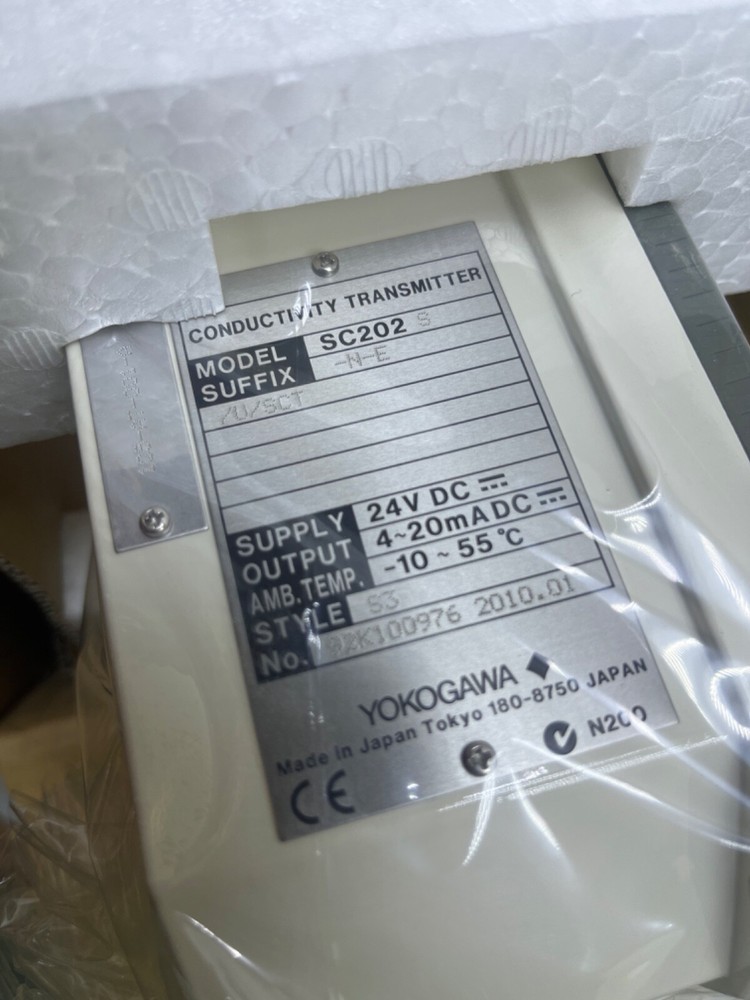 CONDUCTIVITY TRANSMITTER
MODEL SC202 S
SUFFIX -N-E
/U/SCT
SUPPLY 24V DC ⎓
OUTPUT 4~20mA DC ⎓
AMB.TEMP. -10 ~ 55 °C
STYLE S3
No. 2K100976 2010.01
YOKOGAWA ◆
Made in Japan Tokyo 180-8750 JAPAN
CE N200